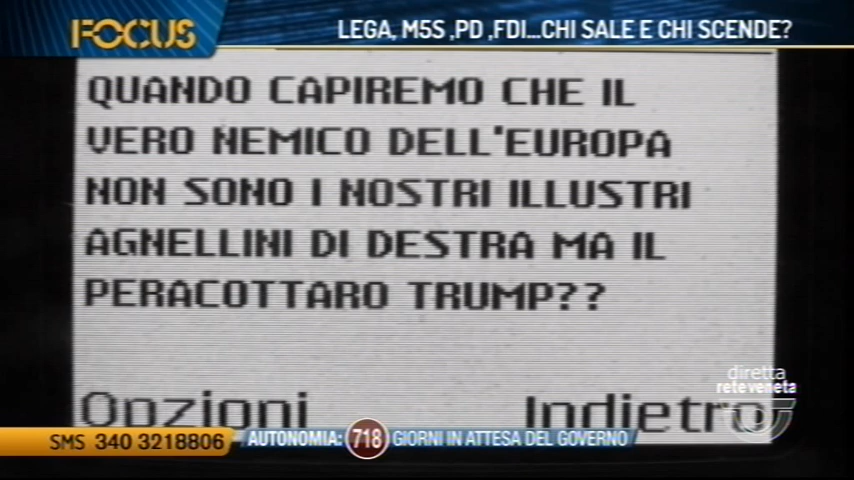 FOCUS
LEGA, M5S ,PD ,FDI...CHI SALE E CHI SCENDE?
QUANDO CAPIREMO CHE IL
VERO NEMICO DELL'EUROPA
NON SONO I NOSTRI ILLUSTRI
AGNELLINI DI DESTRA MA IL
PERACOTTARO TRUMP??
Opzioni
Indietro
diretta
reteveneta
SMS 340 3218806
AUTONOMIA: 718 GIORNI IN ATTESA DEL GOVERNO